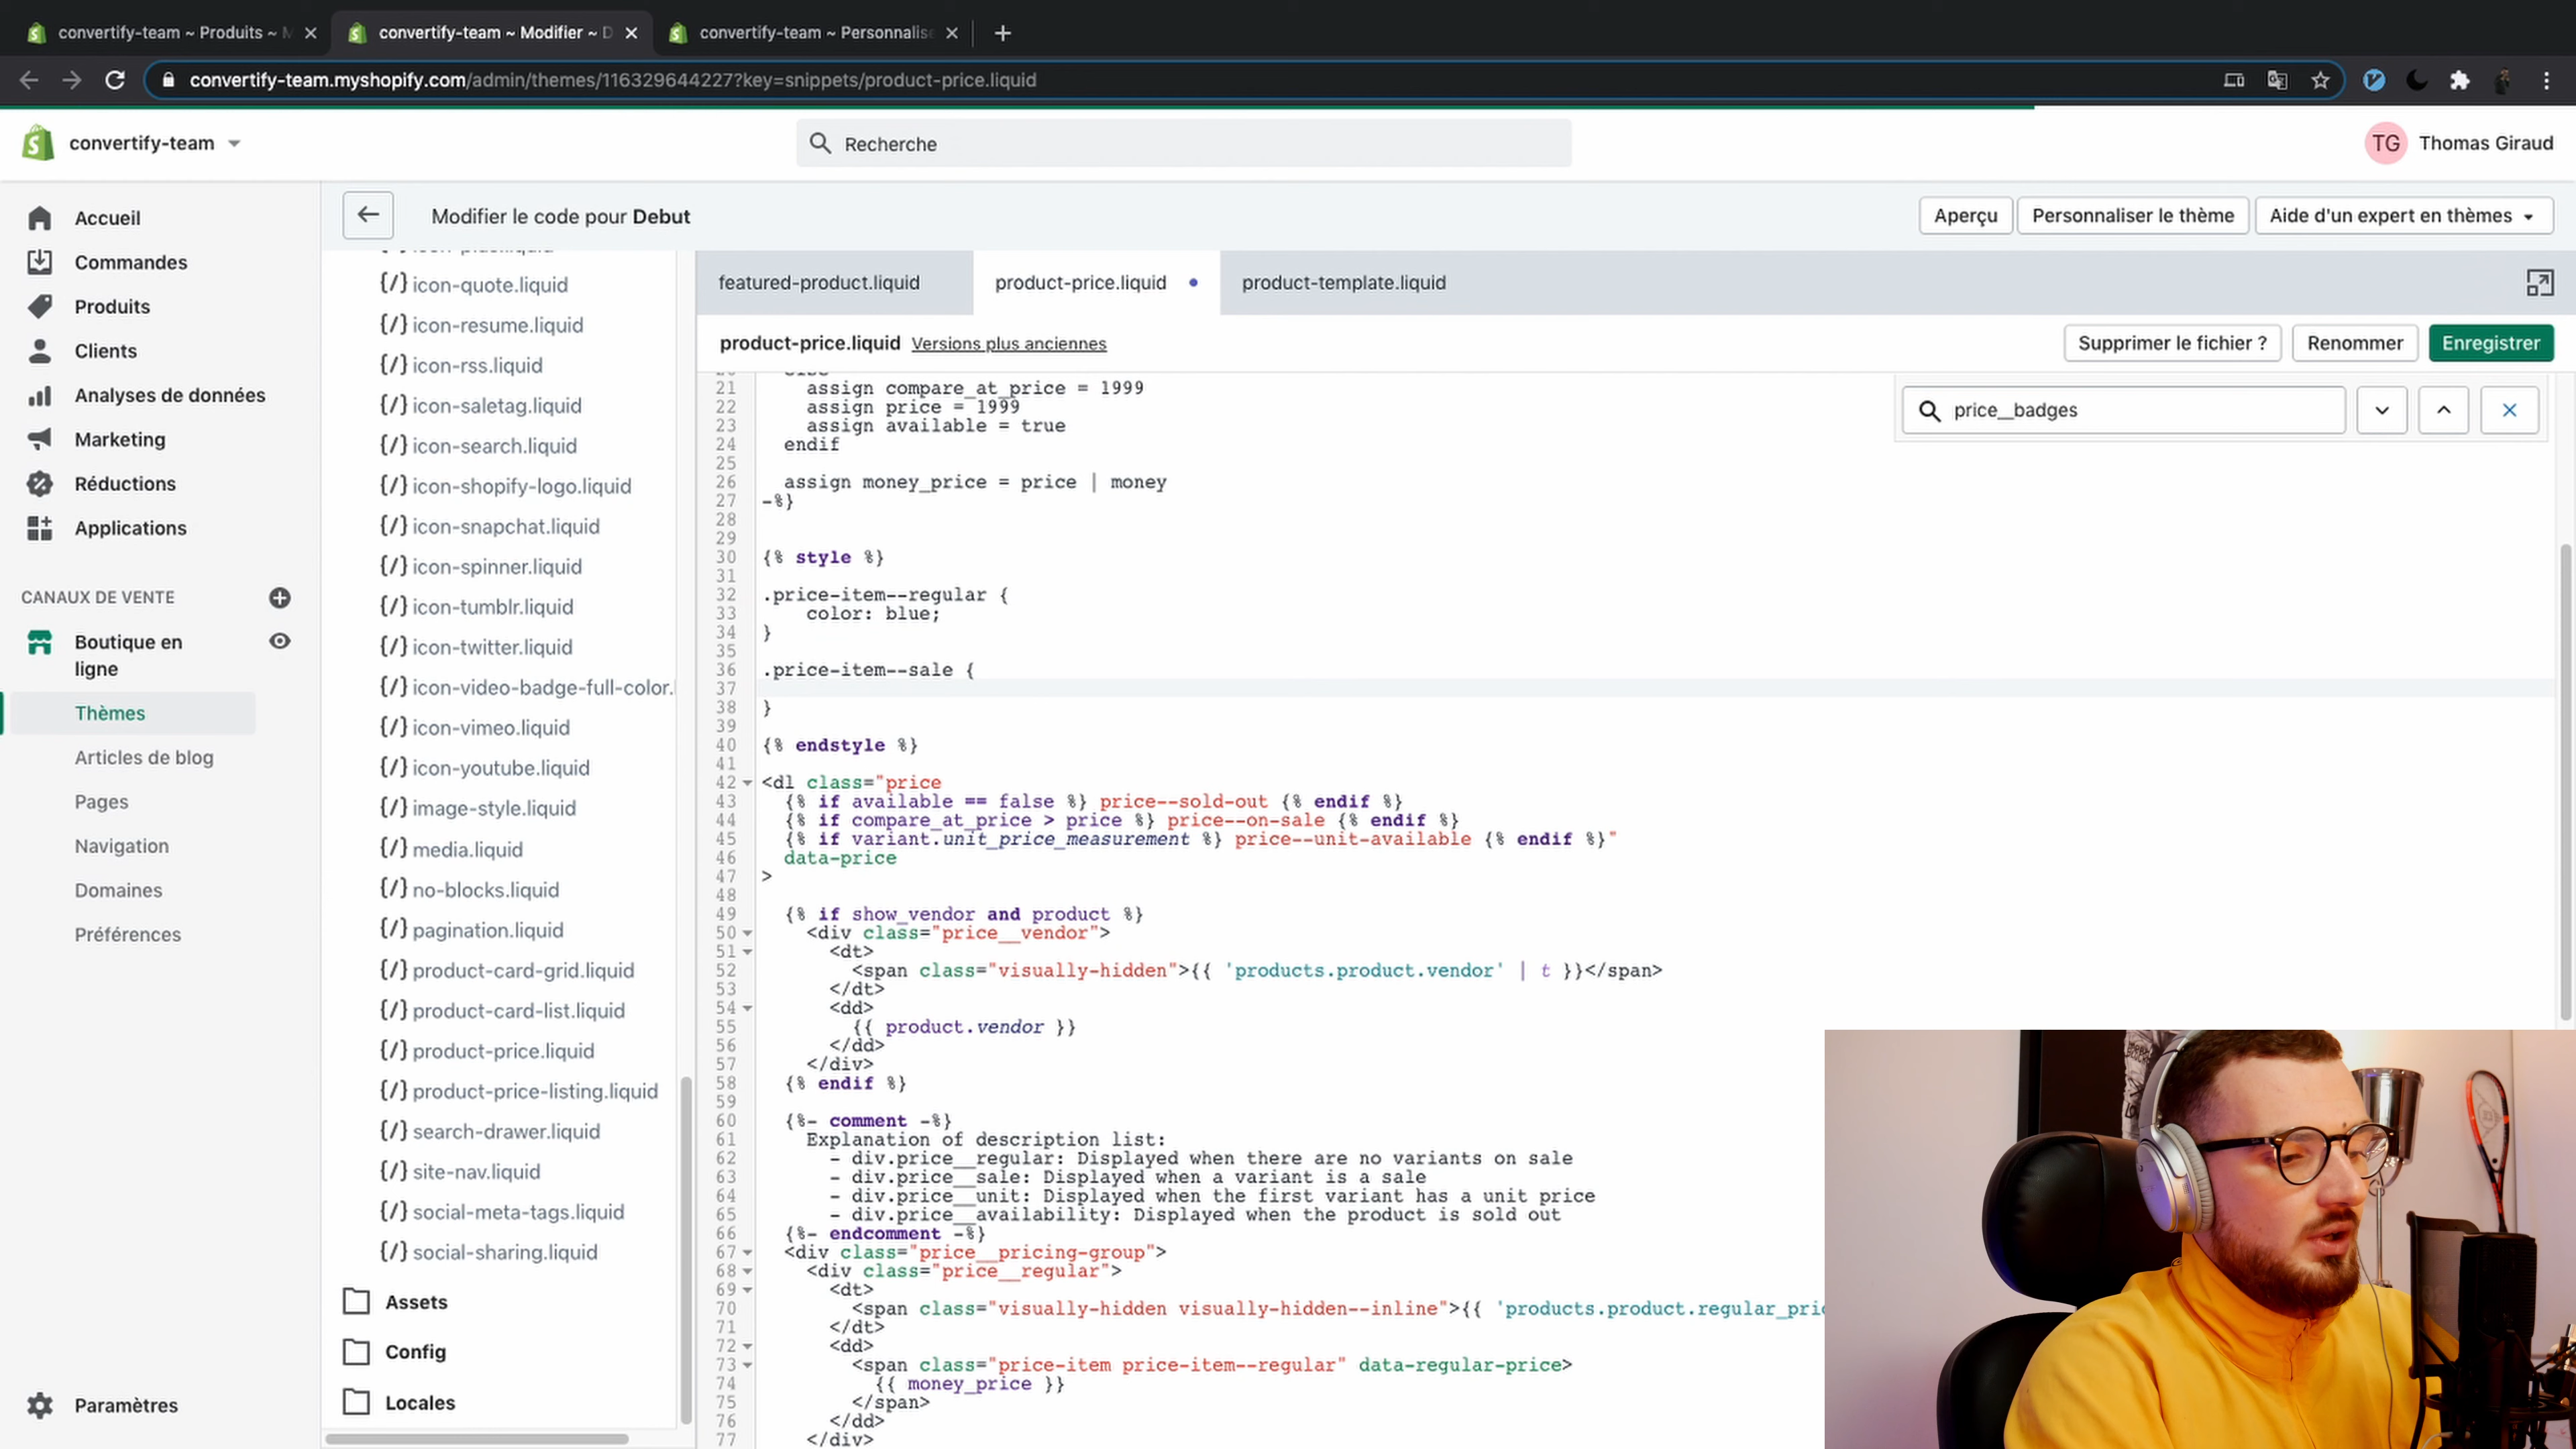 convertify-team ~ Produits ~
convertify-team ~ Modifier ~ D
convertify-team ~ Personnalise
convertify-team.myshopify.com/admin/themes/116329644227?key=snippets/product-price.liquid
convertify-team
Recherche
TG
Thomas Giraud
Accueil
Commandes
Produits
Clients
Analyses de données
Marketing
Réductions
Applications
CANAUX DE VENTE
Boutique en
ligne
Thèmes
Articles de blog
Pages
Navigation
Domaines
Préférences
Paramètres
Modifier le code pour Debut
Aperçu
Personnaliser le thème
Aide d'un expert en thèmes
{/} icon-quote.liquid
{/} icon-resume.liquid
{/} icon-rss.liquid
{/} icon-saletag.liquid
{/} icon-search.liquid
{/} icon-shopify-logo.liquid
{/} icon-snapchat.liquid
{/} icon-spinner.liquid
{/} icon-tumblr.liquid
{/} icon-twitter.liquid
{/} icon-video-badge-full-color.
{/} icon-vimeo.liquid
{/} icon-youtube.liquid
{/} image-style.liquid
{/} media.liquid
{/} no-blocks.liquid
{/} pagination.liquid
{/} product-card-grid.liquid
{/} product-card-list.liquid
{/} product-price.liquid
{/} product-price-listing.liquid
{/} search-drawer.liquid
{/} site-nav.liquid
{/} social-meta-tags.liquid
{/} social-sharing.liquid
Assets
Config
Locales
featured-product.liquid
product-price.liquid
product-template.liquid
product-price.liquid Versions plus anciennes
Supprimer le fichier ?
Renommer
Enregistrer
price__badges
21 assign compare_at_price = 1999
22 assign price = 1999
23 assign available = true
24 endif
25
26 assign money_price = price | money
27 -%}
28
29
30 {% style %}
31
32 .price-item--regular {
33 color: blue;
34 }
35
36 .price-item--sale {
37
38 }
39
40 {% endstyle %}
41
42 <dl class="price
43 {% if available == false %} price--sold-out {% endif %}
44 {% if compare_at_price > price %} price--on-sale {% endif %}
45 {% if variant.unit_price_measurement %} price--unit-available {% endif %}"
46 data-price
47 >
48
49 {% if show_vendor and product %}
50 <div class="price__vendor">
51 <dt>
52 <span class="visually-hidden">{{ 'products.product.vendor' | t }}</span>
53 </dt>
54 <dd>
55 {{ product.vendor }}
56 </dd>
57 </div>
58 {% endif %}
59
60 {%- comment -%}
61 Explanation of description list:
62 - div.price__regular: Displayed when there are no variants on sale
63 - div.price__sale: Displayed when a variant is a sale
64 - div.price__unit: Displayed when the first variant has a unit price
65 - div.price__availability: Displayed when the product is sold out
66 {%- endcomment -%}
67 <div class="price__pricing-group">
68 <div class="price__regular">
69 <dt>
70 <span class="visually-hidden visually-hidden--inline">{{ 'products.product.regular_pric
71 </dt>
72 <dd>
73 <span class="price-item price-item--regular" data-regular-price>
74 {{ money_price }}
75 </span>
76 </dd>
77 </div>